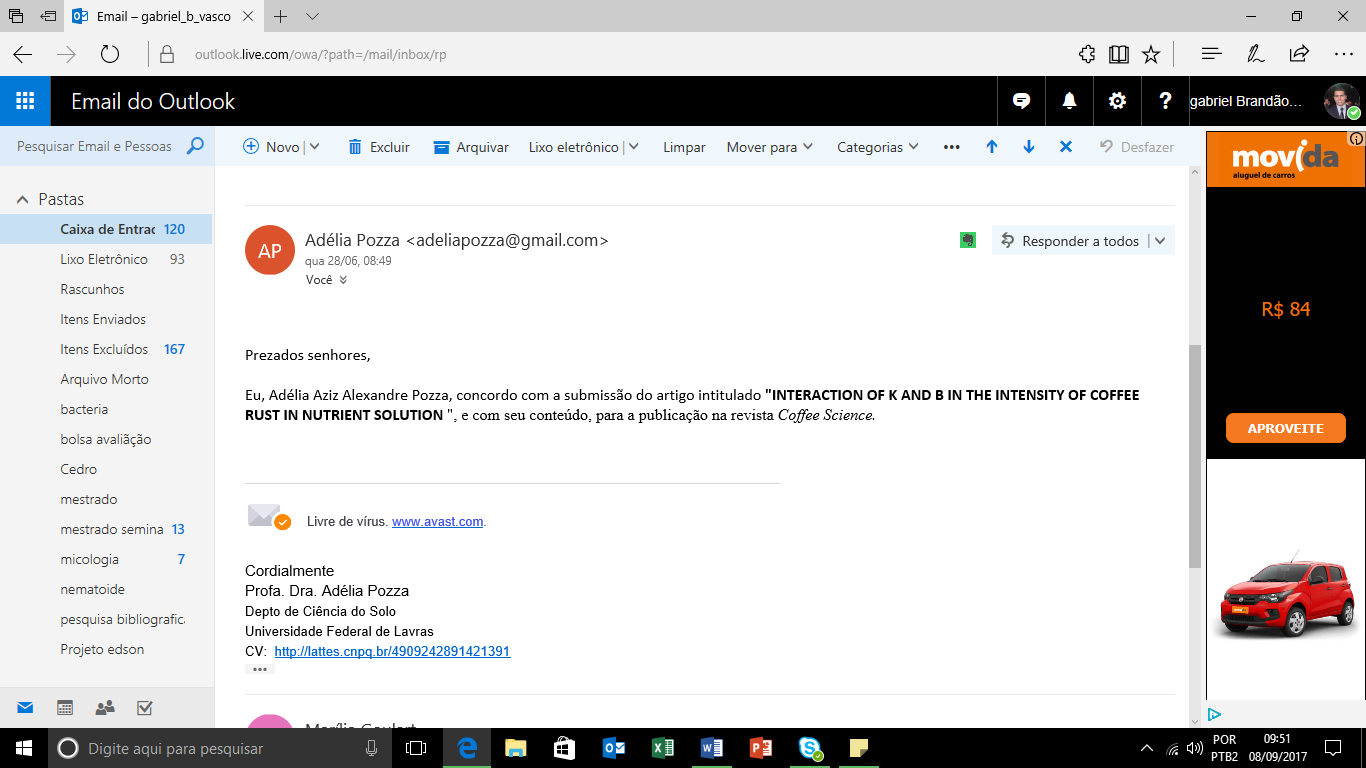 Email – gabriel_b_vasco
outlook.live.com/owa/?path=/mail/inbox/rp
Email do Outlook
gabriel Brandão...
Pesquisar Email e Pessoas
Novo
Excluir
Arquivar
Lixo eletrônico
Limpar
Mover para
Categorias
Desfazer
Pastas
Caixa de Entrac 120
Lixo Eletrônico 93
Rascunhos
Itens Enviados
Itens Excluídos 167
Arquivo Morto
bacteria
bolsa avaliãção
Cedro
mestrado
mestrado semina 13
micologia 7
nematoide
pesquisa bibliografica
Projeto edson
AP
Adélia Pozza <adeliapozza@gmail.com>
qua 28/06, 08:49
Você
Responder a todos
Prezados senhores,
Eu, Adélia Aziz Alexandre Pozza, concordo com a submissão do artigo intitulado "INTERACTION OF K AND B IN THE INTENSITY OF COFFEE
RUST IN NUTRIENT SOLUTION ", e com seu conteúdo, para a publicação na revista Coffee Science.
Livre de vírus. www.avast.com.
Cordialmente
Profa. Dra. Adélia Pozza
Depto de Ciência do Solo
Universidade Federal de Lavras
CV: http://lattes.cnpq.br/4909242891421391
movida
aluguel de carros
R$ 84
APROVEITE
Digite aqui para pesquisar
POR
PTB2
09:51
08/09/2017